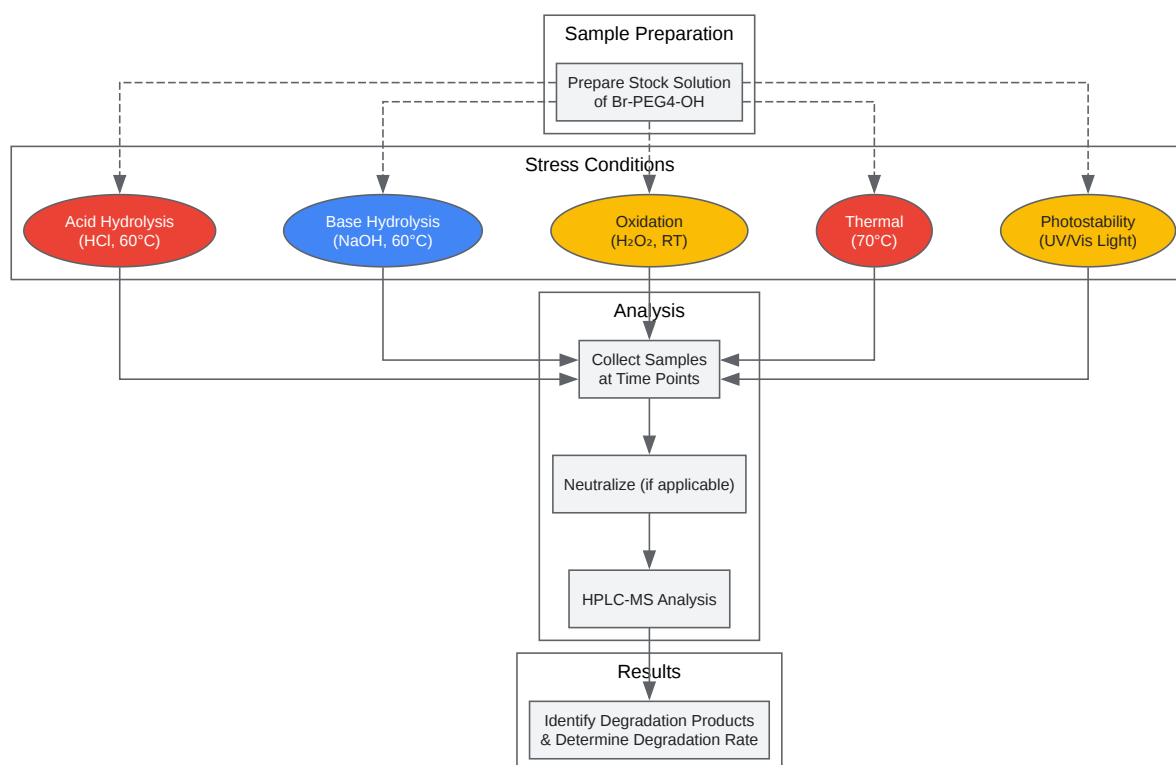 Sample Preparation
Prepare Stock Solution
of Br-PEG4-OH
Stress Conditions
Acid Hydrolysis
(HCl, 60°C)
Base Hydrolysis
(NaOH, 60°C)
Oxidation
(H₂O₂, RT)
Thermal
(70°C)
Photostability
(UV/Vis Light)
Analysis
Collect Samples
at Time Points
Neutralize (if applicable)
HPLC-MS Analysis
Results
Identify Degradation Products
& Determine Degradation Rate